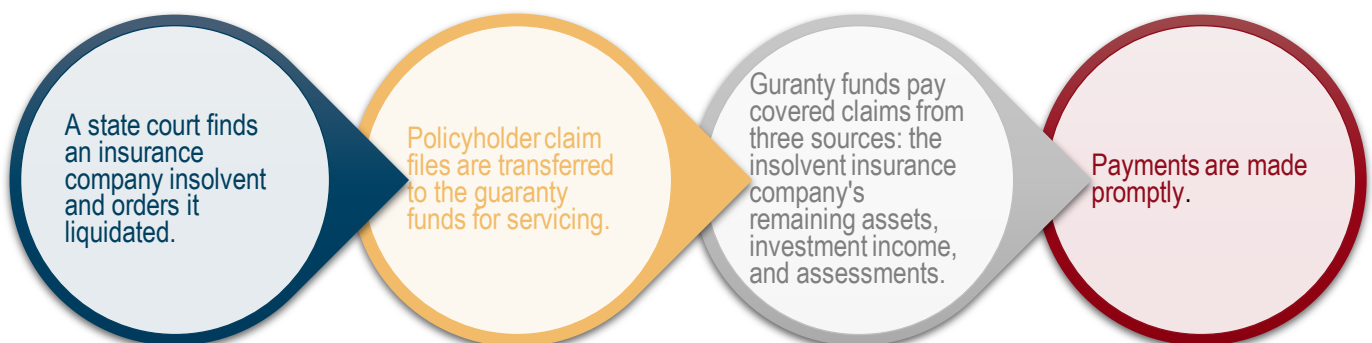 A state court finds
an insurance
company insolvent
and orders it
liquidated.
Policyholder claim
files are transferred
to the guaranty
funds for servicing.
Guranty funds pay
covered claims from
three sources: the
insolvent insurance
company's
remaining assets,
investment income,
and assessments.
Payments are made
promptly.